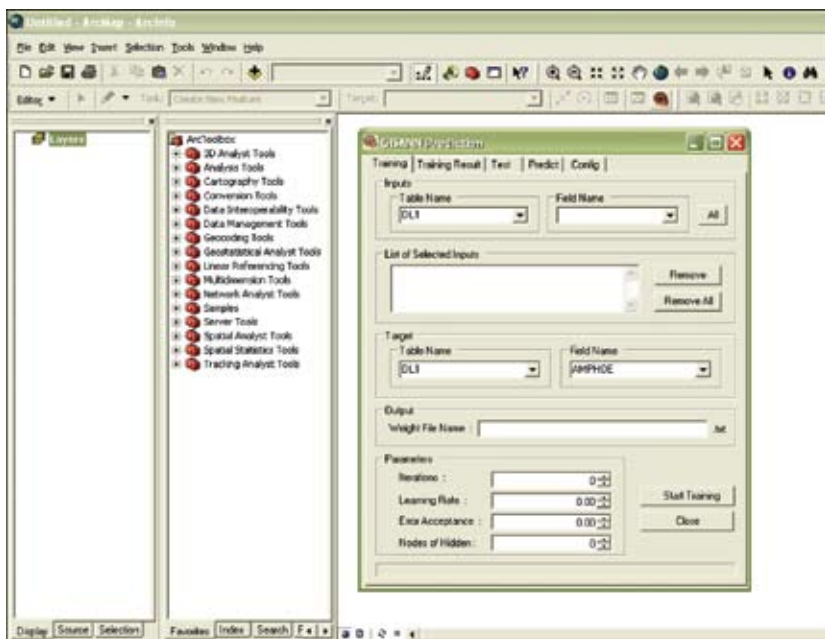 Untitled - ArcMap - ArcInfo
File Edit View Insert Selection Tools Window Help
Editor Task: Create New Feature Target:
Layers
ArcToolbox
3D Analyst Tools
Analysis Tools
Cartography Tools
Conversion Tools
Data Interoperability Tools
Data Management Tools
Geocoding Tools
Geostatistical Analyst Tools
Linear Referencing Tools
Multidimension Tools
Network Analyst Tools
Samples
Server Tools
Spatial Analyst Tools
Spatial Statistics Tools
Tracking Analyst Tools
Display Source Selection
Favorites Index Search F
GISANN Prediction
Training Training Result Test Predict Config
Inputs
Table Name Field Name
All
List of Selected Inputs
Remove
Remove All
Target
Table Name Field Name
AMPHOE
Output
Weight File Name : .txt
Parameters
Iterations : 0
Learning Rate : 0.00
Error Acceptance : 0.00
Nodes of Hidden : 0
Start Training
Close